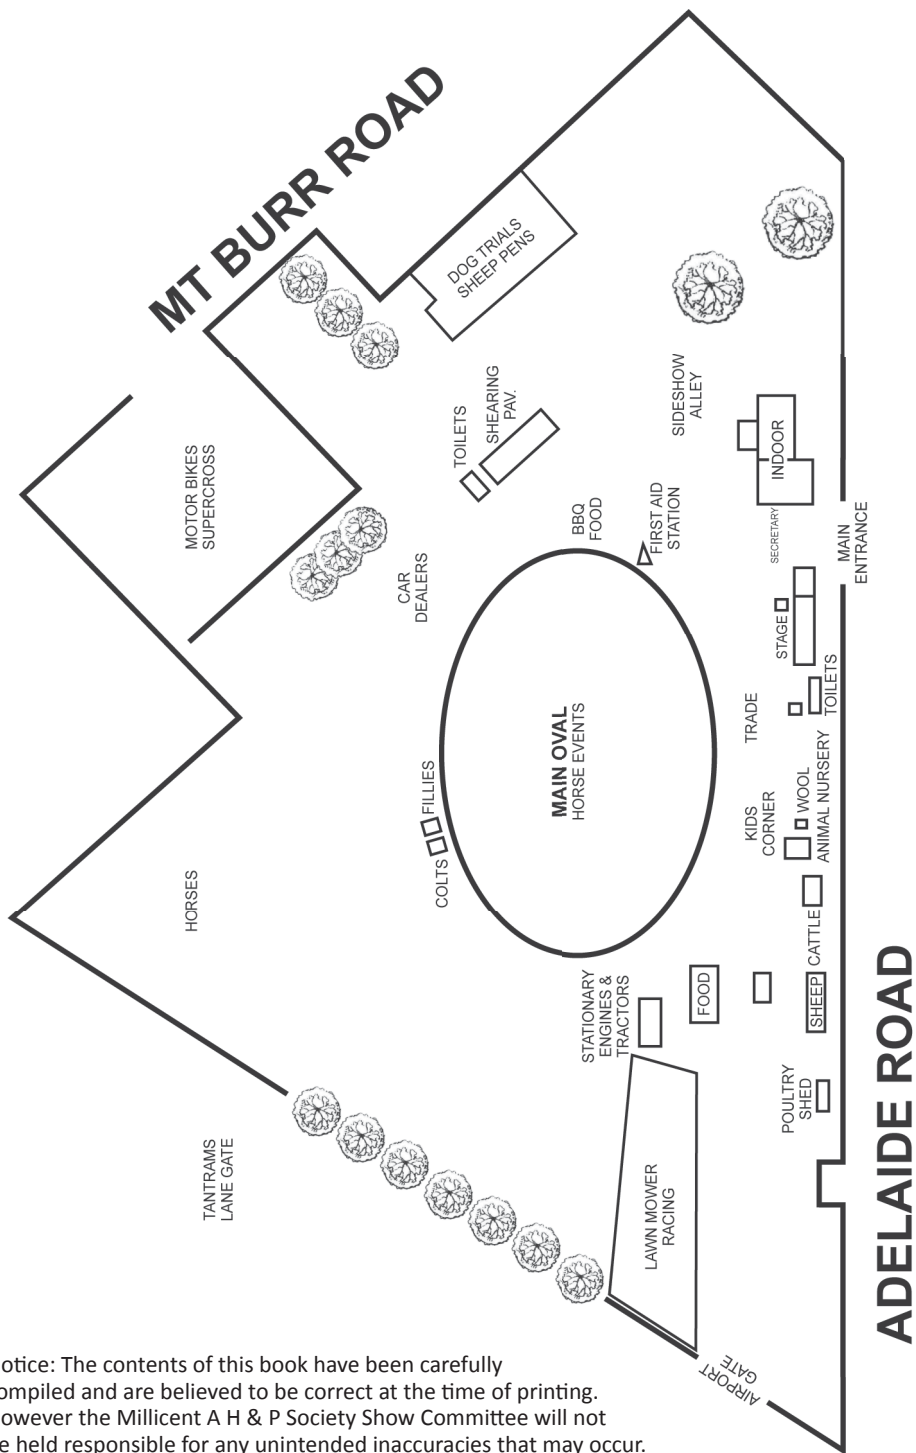 MT BURR ROAD
DOG TRIALS
SHEEP PENS
MOTOR BIKES
SUPERCROSS
TOILETS
SHEARING
PAV.
SIDESHOW
ALLEY
INDOOR
SECRETARY
MAIN
ENTRANCE
BBQ
FOOD
FIRST AID
STATION
CAR
DEALERS
STAGE
TOILETS
TRADE
MAIN OVAL
HORSE EVENTS
FILLIES
COLTS
KIDS
CORNER
WOOL
ANIMAL NURSERY
HORSES
CATTLE
STATIONARY
ENGINES &
TRACTORS
FOOD
SHEEP
POULTRY
SHED
TANTRAMS
LANE GATE
LAWN MOWER
RACING
AIRPORT
GATE
ADELAIDE ROAD
otice: The contents of this book have been carefully
ompiled and are believed to be correct at the time of printing.
owever the Millicent A H & P Society Show Committee will not
e held responsible for any unintended inaccuracies that may occur.